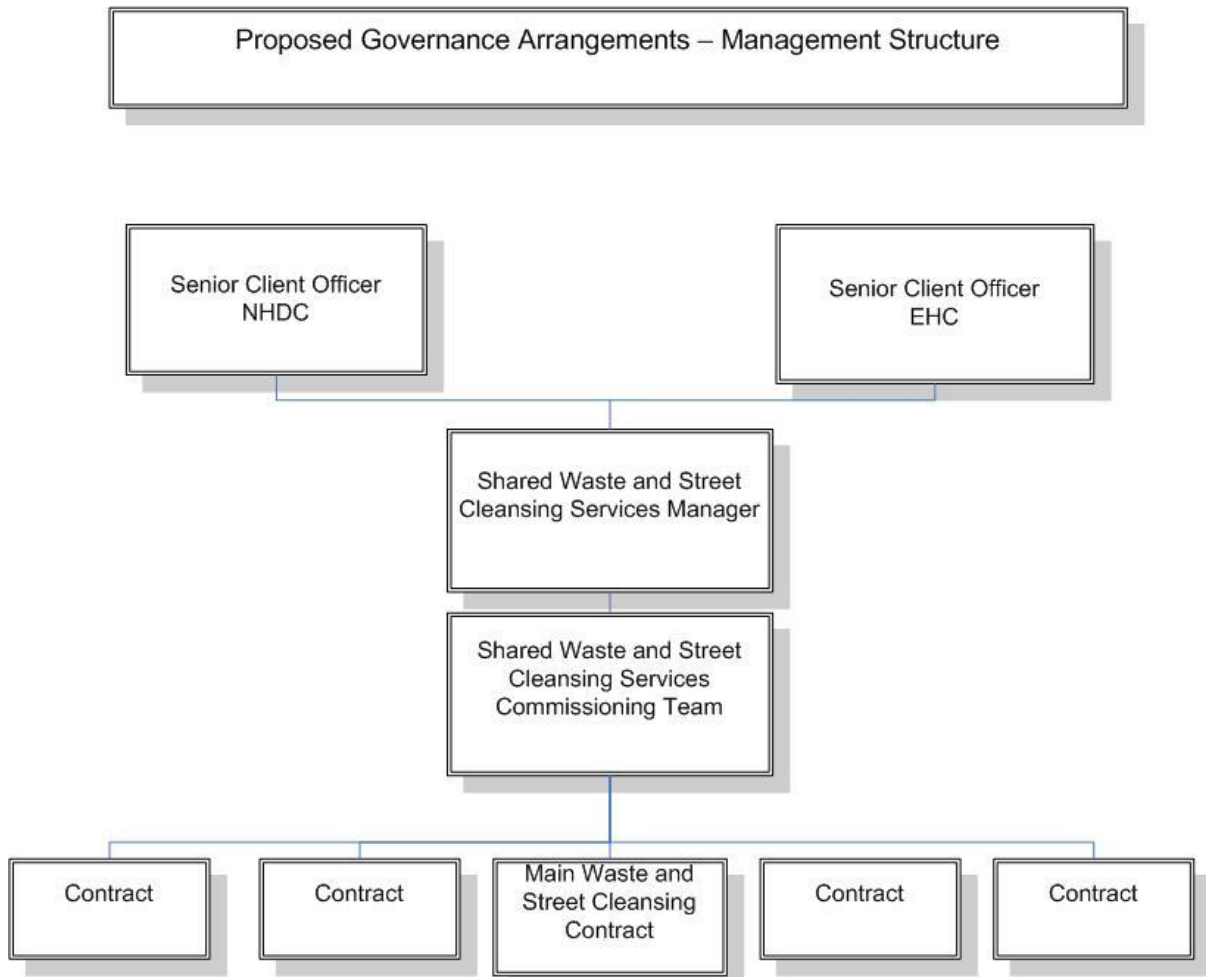 Proposed Governance Arrangements – Management Structure
Senior Client Officer
NHDC
Senior Client Officer
EHC
Shared Waste and Street
Cleansing Services Manager
Shared Waste and Street
Cleansing Services
Commissioning Team
Contract
Contract
Main Waste and
Street Cleansing
Contract
Contract
Contract